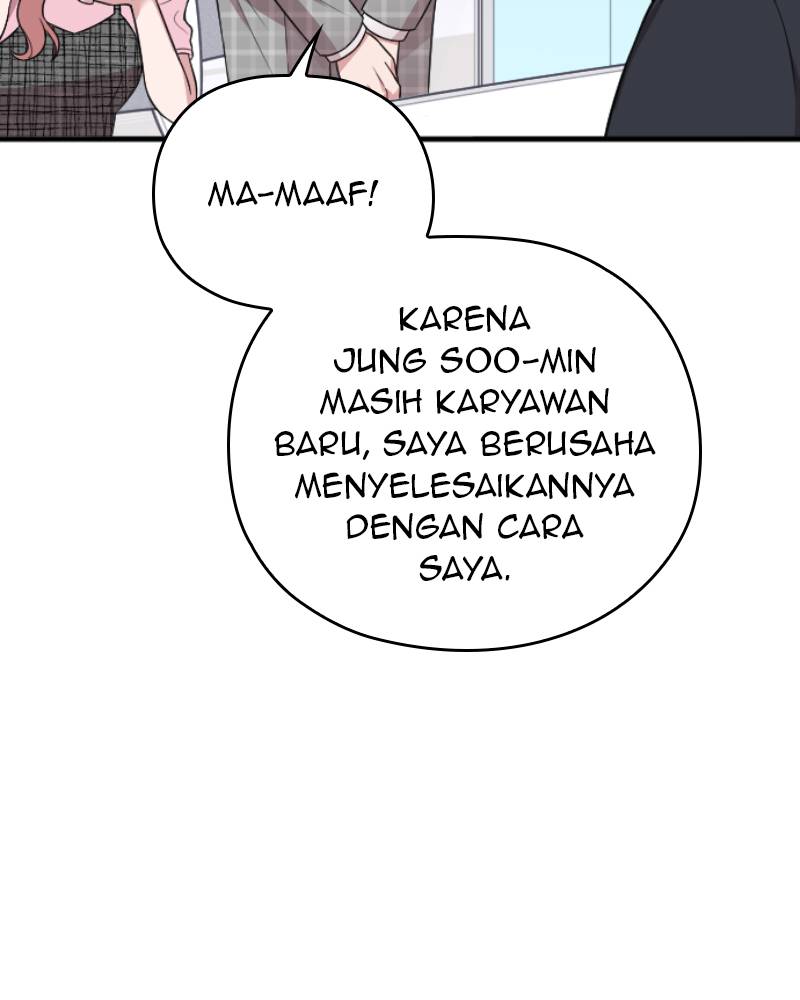 MA-MAAF!
KARENA
JUNG SOO-MIN
MASIH KARYAWAN
BARU, SAYA BERUSAHA
MENYELESAIKANNYA
DENGAN CARA
SAYA.